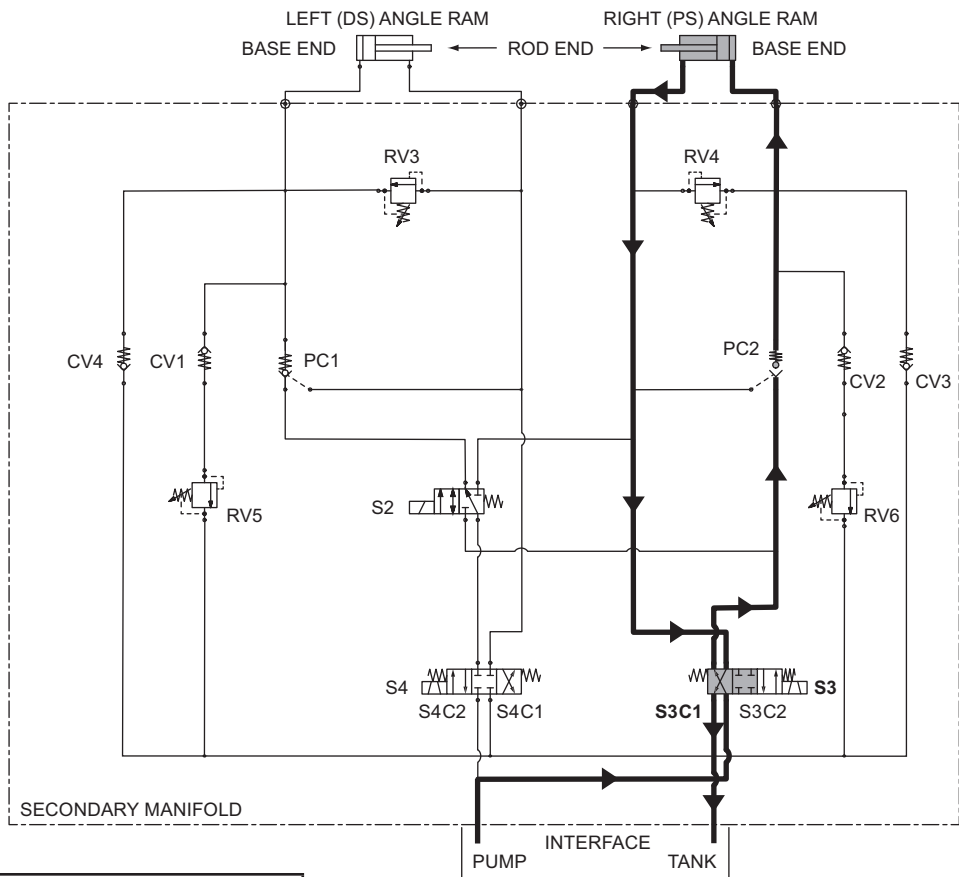 LEFT (DS) ANGLE RAM
RIGHT (PS) ANGLE RAM
BASE END
ROD END
BASE END
RV3
RV4
CV4
CV1
PC1
PC2
CV2
CV3
S2
RV5
RV6
S4
S4C2
S4C1
S3C1
S3C2
S3
SECONDARY MANIFOLD
INTERFACE
PUMP
TANK